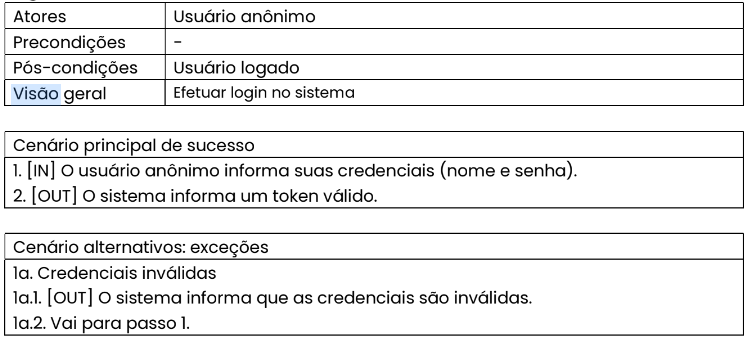 Atores Usuário anônimo
Precondições -
Pós-condições Usuário logado
Visão geral Efetuar login no sistema
Cenário principal de sucesso
1. [IN] O usuário anônimo informa suas credenciais (nome e senha).
2. [OUT] O sistema informa um token válido.
Cenário alternativos: exceções
1a. Credenciais inválidas
1a.1. [OUT] O sistema informa que as credenciais são inválidas.
1a.2. Vai para passo 1.